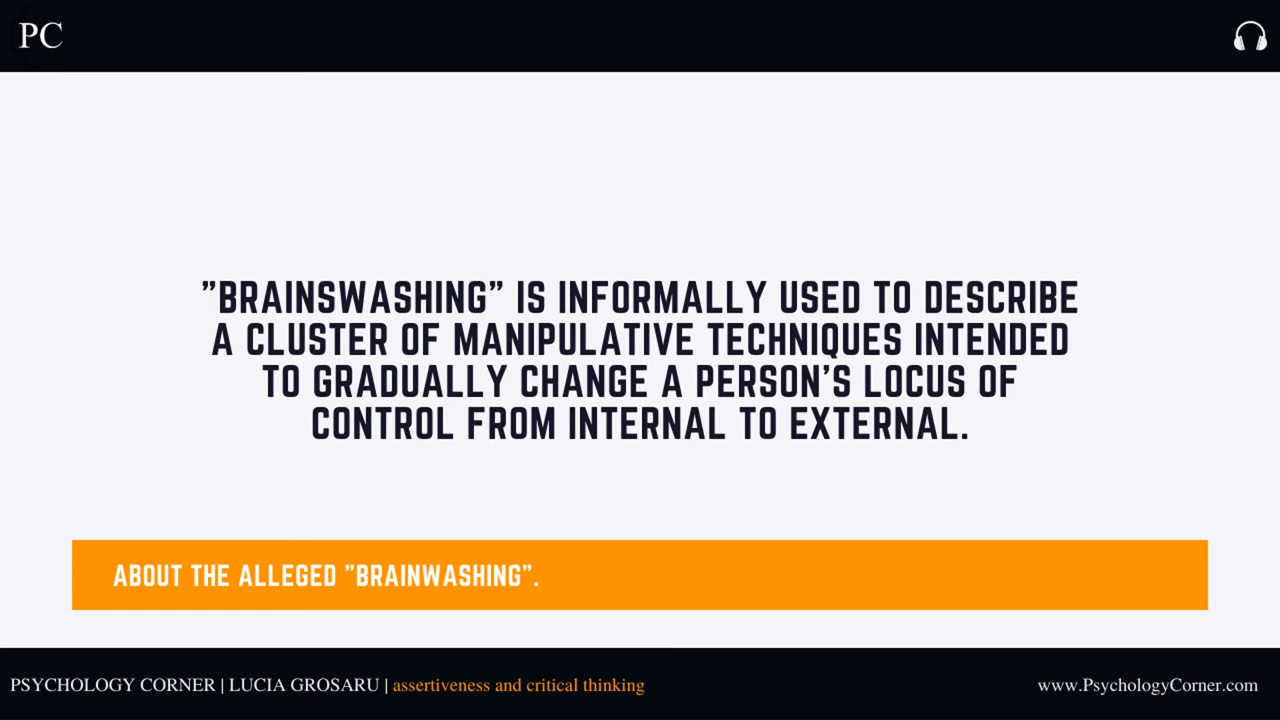 PC
”BRAINSWASHING” IS INFORMALLY USED TO DESCRIBE
A CLUSTER OF MANIPULATIVE TECHNIQUES INTENDED
TO GRADUALLY CHANGE A PERSON’S LOCUS OF
CONTROL FROM INTERNAL TO EXTERNAL.
ABOUT THE ALLEGED ”BRAINWASHING”.
PSYCHOLOGY CORNER | LUCIA GROSARU | assertiveness and critical thinking
www.PsychologyCorner.com